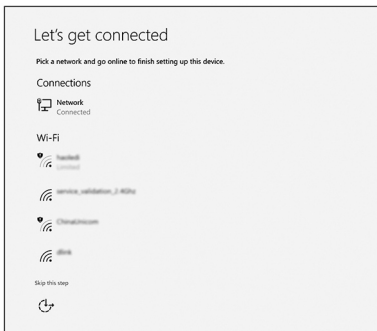 Let's get connected
Pick a network and go online to finish setting up this device.
Connections
Network
Connected
Wi-Fi
service_validation_2.4Ghz
ChinaUnicom
dlink
Skip this step